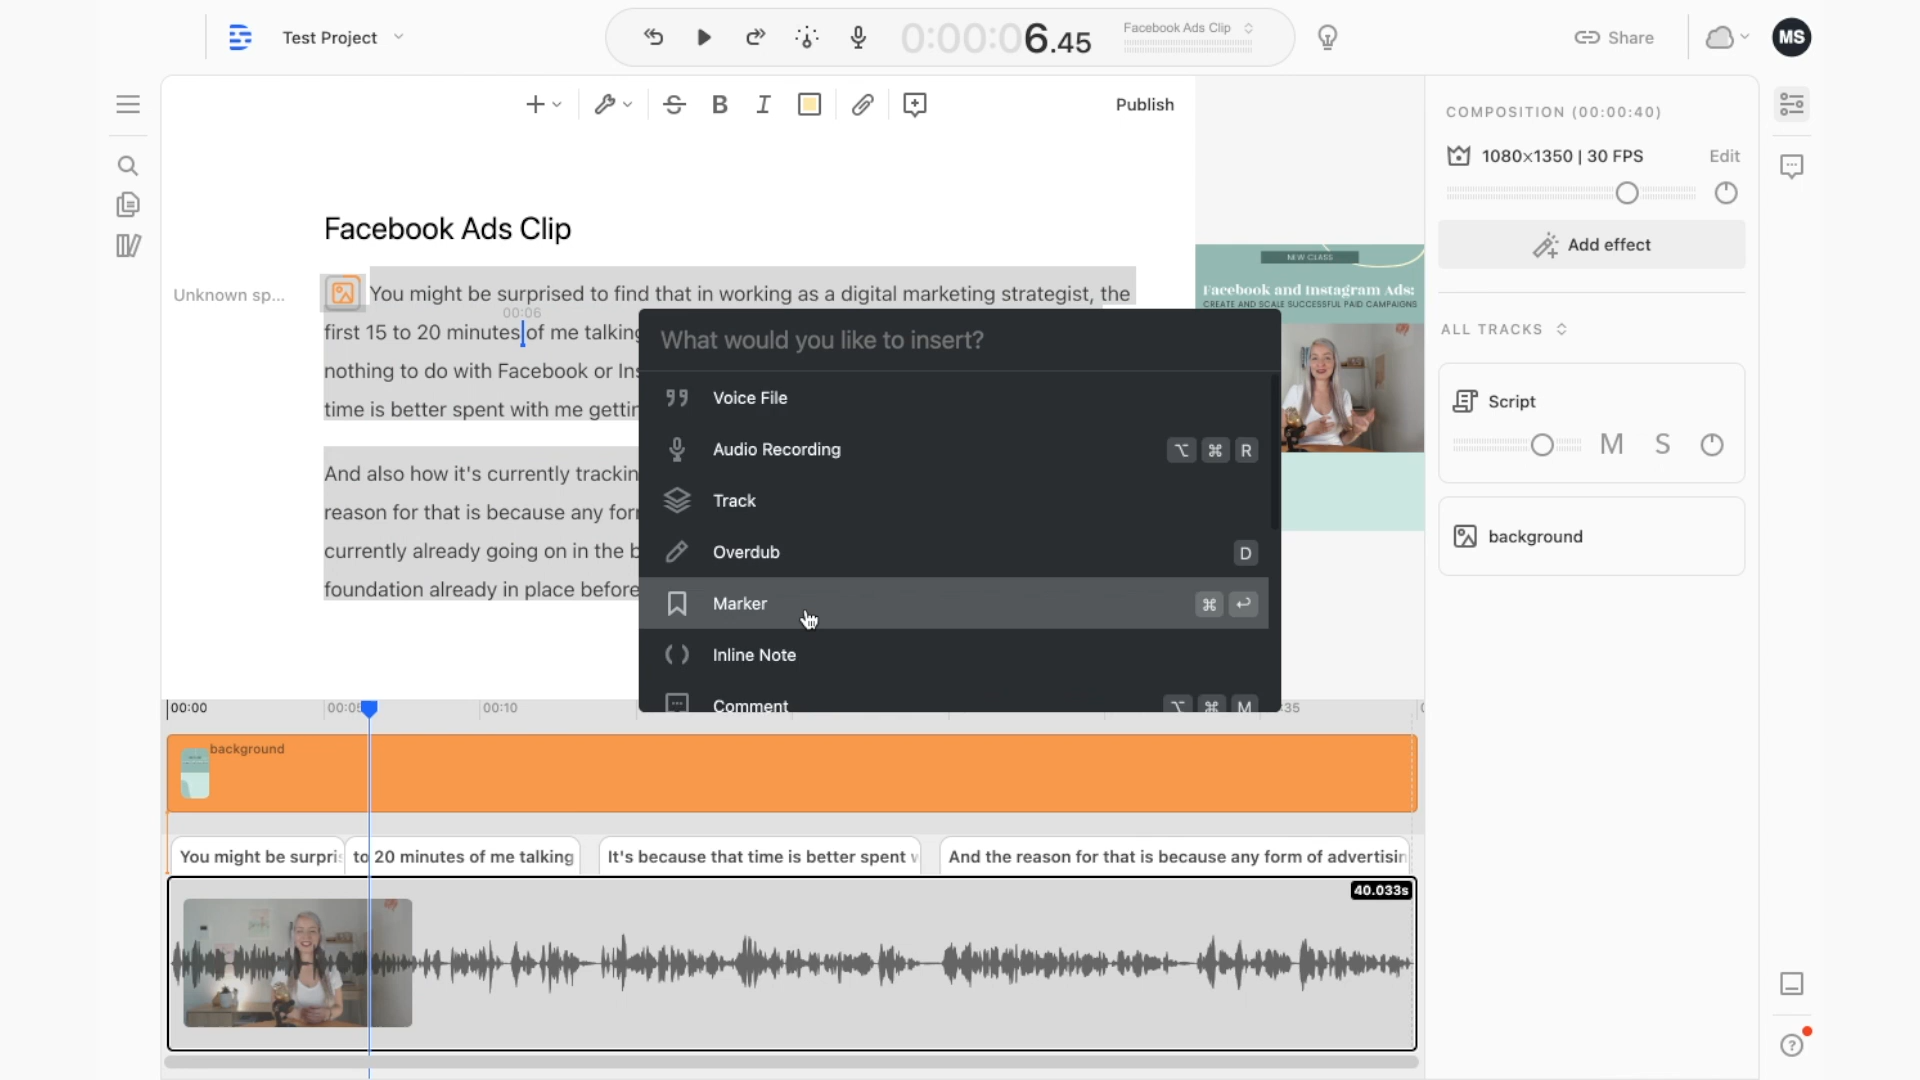 Test Project
0:00:06.45
Facebook Ads Clip
Share
MS
Publish
COMPOSITION (00:00:40)
1080×1350 | 30 FPS
Edit
Add effect
ALL TRACKS
Script
M
S
background
Facebook Ads Clip
Unknown sp...
You might be surprised to find that in working as a digital marketing strategist, the
00:06
first 15 to 20 minutes of me talking
nothing to do with Facebook or
time is better spent with me
And also how it's currently
reason for that is because any
currently already going on in the
foundation already in place before
NEW CLASS
Facebook and Instagram Ads:
CREATE AND SCALE SUCCESSFUL PAID CAMPAIGNS
What would you like to insert?
Voice File
Audio Recording
⌥ ⌘ R
Track
Overdub
D
Marker
⌘ ↩
Inline Note
Comment
⌥ ⌘ M
00:00
00:05
00:10
:35
background
You might be
to 20 minutes of me talking
It's because that time is better spent
And the reason for that is because any form of
40.033s